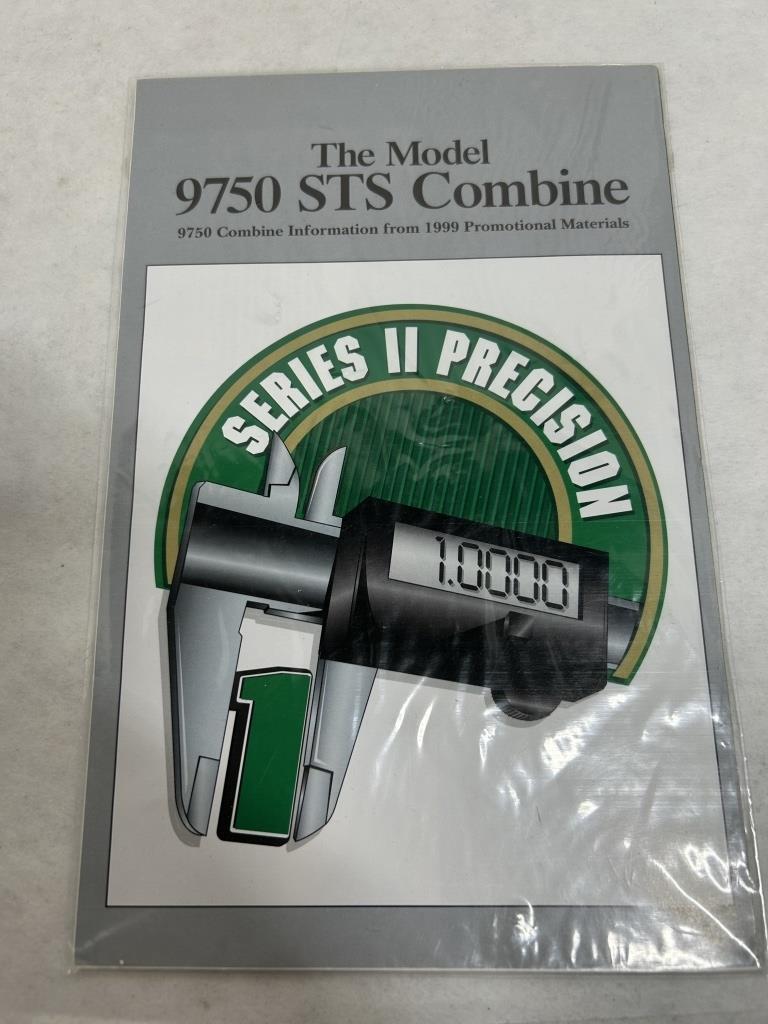 The Model
9750 STS Combine
9750 Combine Information from 1999 Promotional Materials
SERIES II PRECISION
1.0000
1